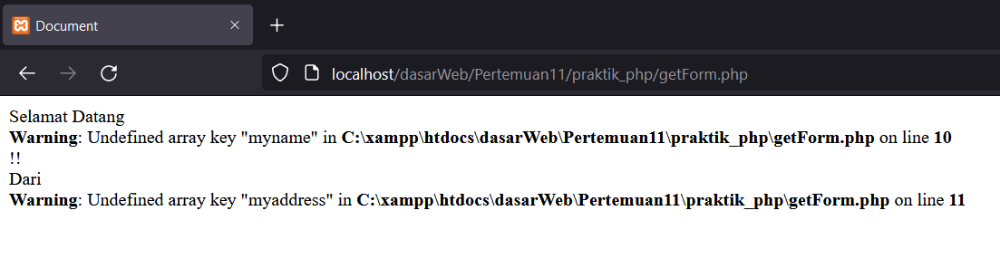 Document
localhost/dasarWeb/Pertemuan11/praktik_php/getForm.php
Selamat Datang
Warning: Undefined array key "myname" in C:\xampp\htdocs\dasarWeb\Pertemuan11\praktik_php\getForm.php on line 10
!!
Dari
Warning: Undefined array key "myaddress" in C:\xampp\htdocs\dasarWeb\Pertemuan11\praktik_php\getForm.php on line 11